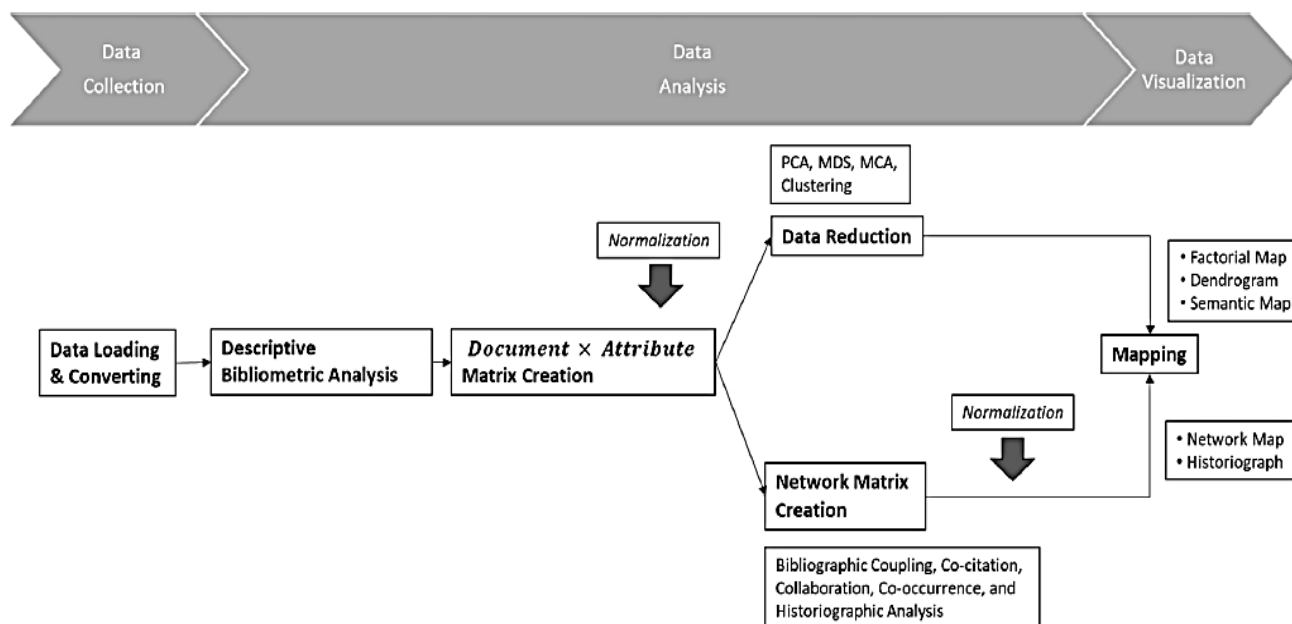 Data
Collection
Data
Analysis
Data
Visualization
PCA, MDS, MCA,
Clustering
Normalization
Data Reduction
• Factorial Map
• Dendrogram
• Semantic Map
Data Loading
& Converting
Descriptive
Bibliometric Analysis
Document × Attribute
Matrix Creation
Mapping
Normalization
• Network Map
• Historiograph
Network Matrix
Creation
Bibliographic Coupling, Co-citation,
Collaboration, Co-occurrence, and
Historiographic Analysis